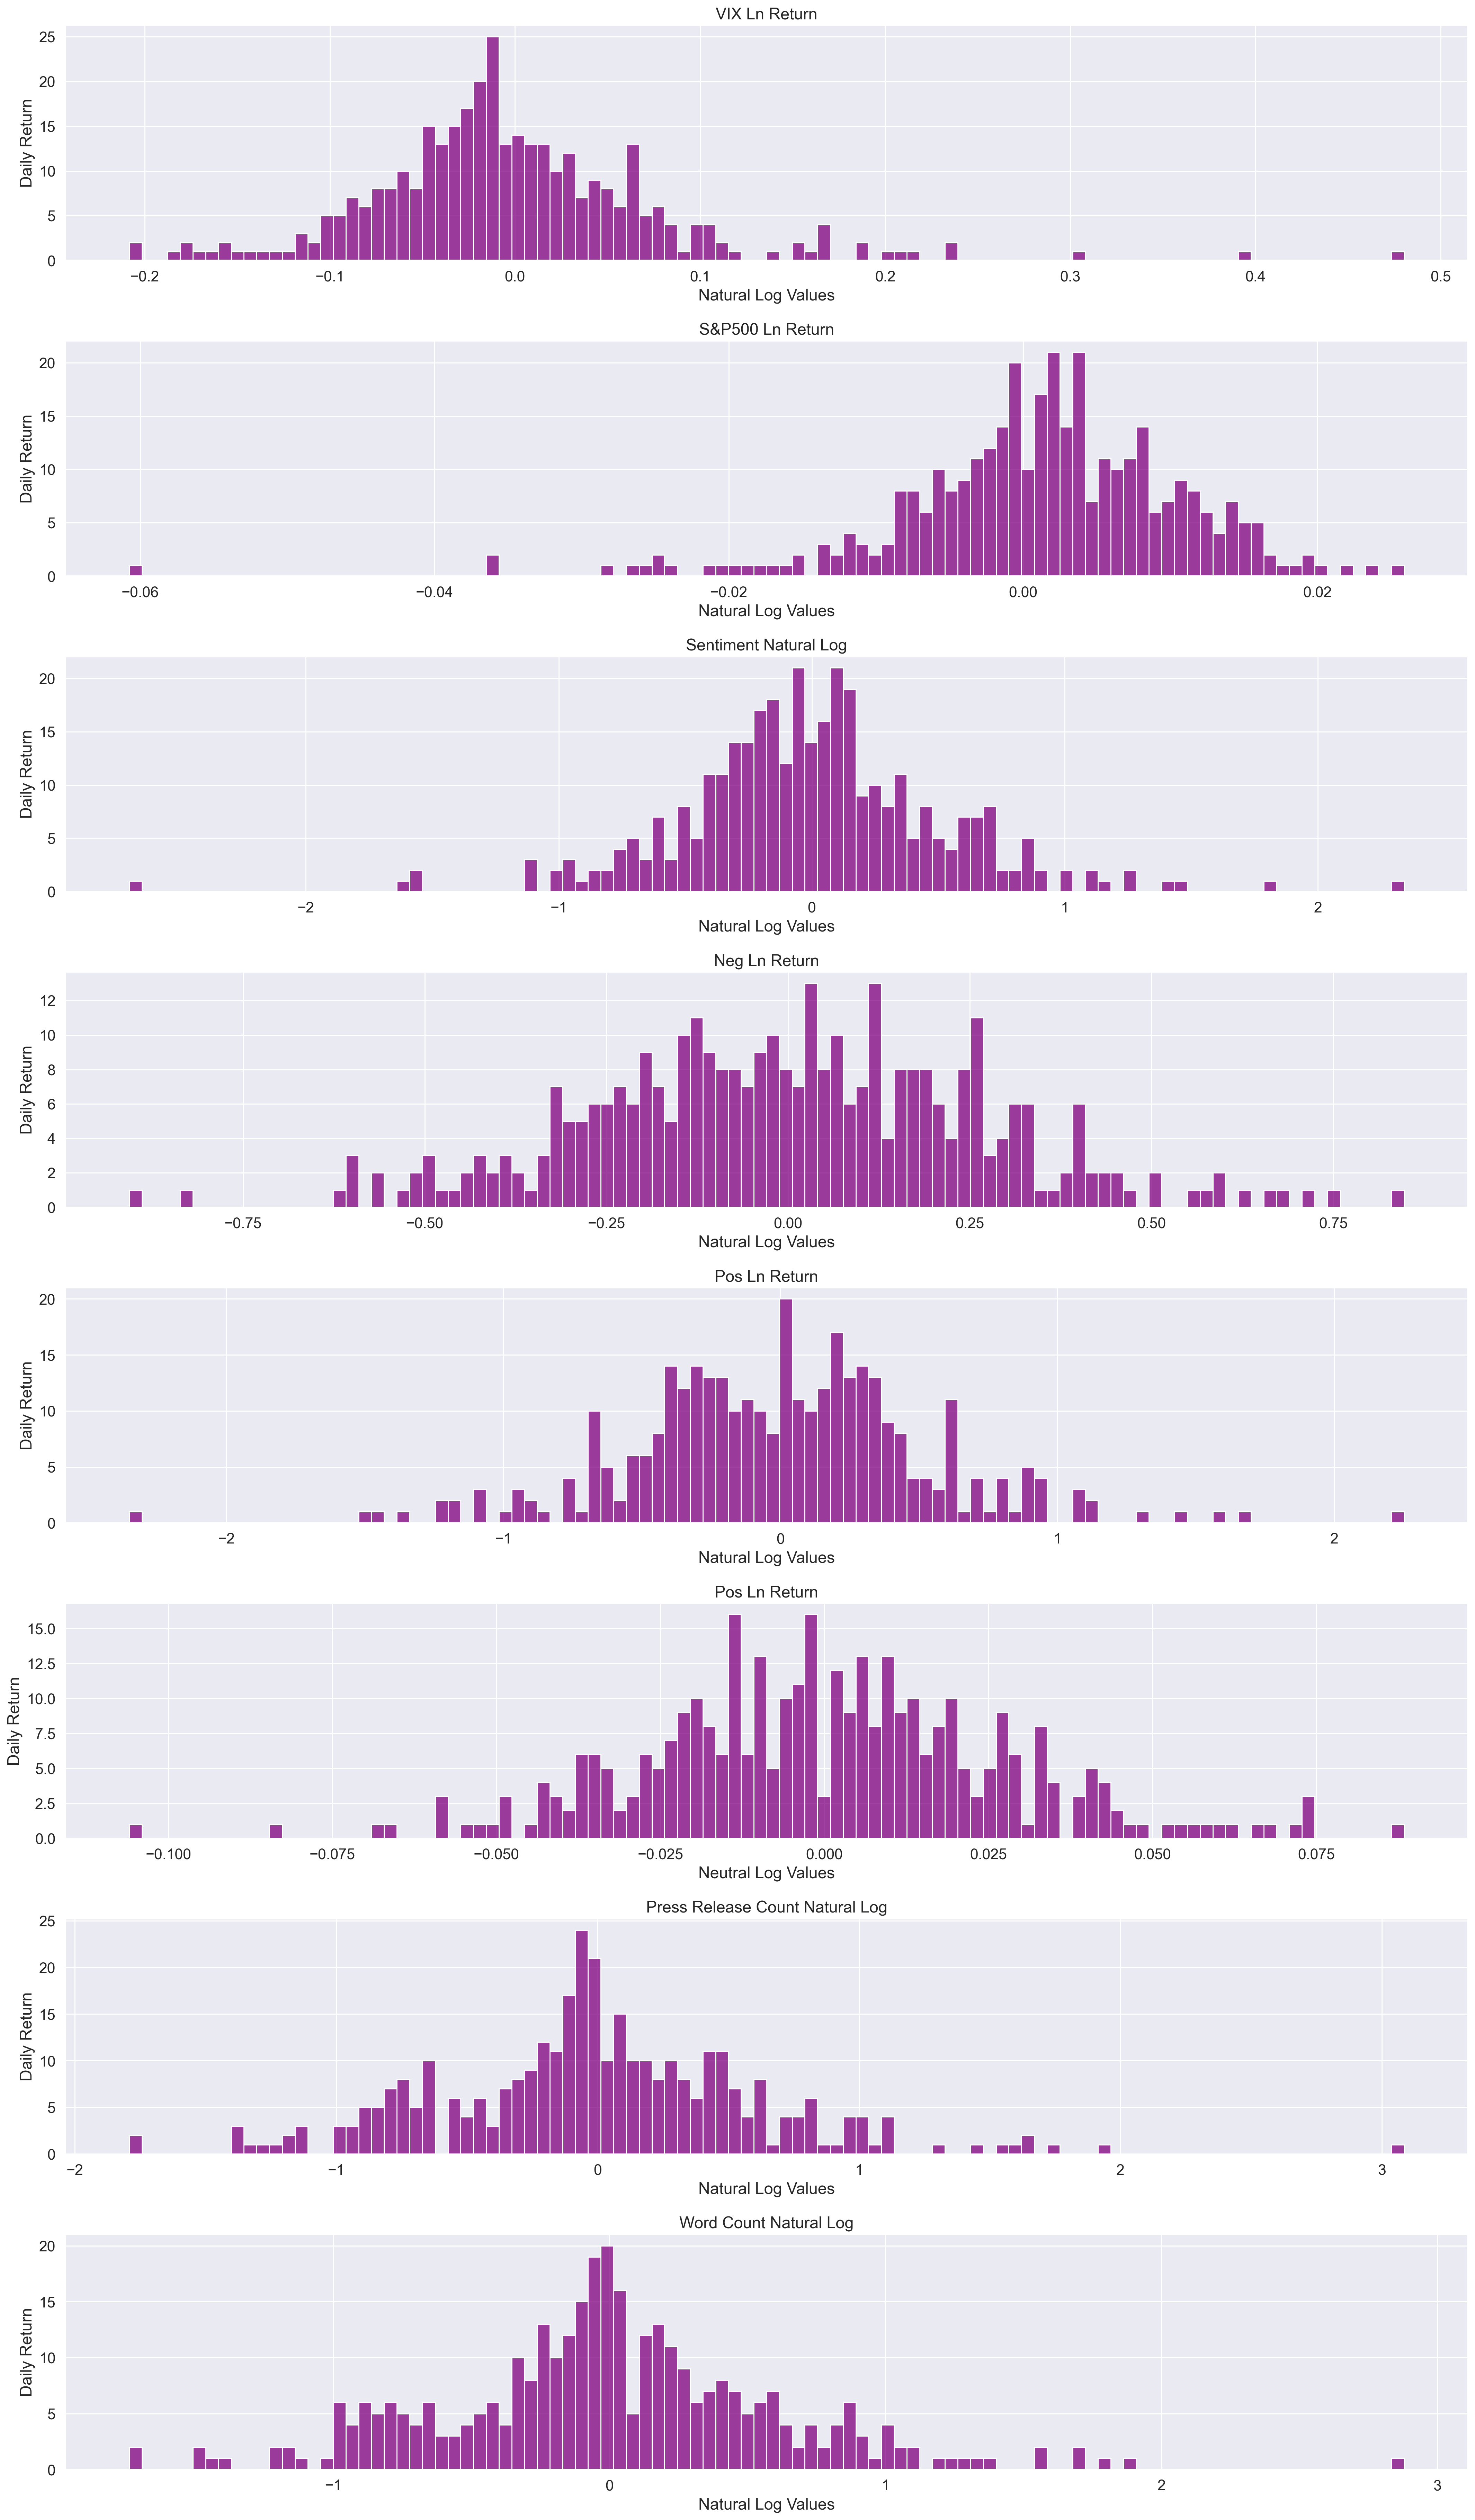 VIX Ln Return
25
20
15
10
5
0
Daily Return
−0.2 −0.1 0.0 0.1 0.2 0.3 0.4 0.5
Natural Log Values
S&P500 Ln Return
20
15
10
5
0
Daily Return
−0.06 −0.04 −0.02 0.00 0.02
Natural Log Values
Sentiment Natural Log
20
15
10
5
0
Daily Return
−2 −1 0 1 2
Natural Log Values
Neg Ln Return
12
10
8
6
4
2
0
Daily Return
−0.75 −0.50 −0.25 0.00 0.25 0.50 0.75
Natural Log Values
Pos Ln Return
20
15
10
5
0
Daily Return
−2 −1 0 1 2
Natural Log Values
Pos Ln Return
15.0
12.5
10.0
7.5
5.0
2.5
0.0
Daily Return
−0.100 −0.075 −0.050 −0.025 0.000 0.025 0.050 0.075
Neutral Log Values
Press Release Count Natural Log
25
20
15
10
5
0
Daily Return
−2 −1 0 1 2 3
Natural Log Values
Word Count Natural Log
20
15
10
5
0
Daily Return
−1 0 1 2 3
Natural Log Values